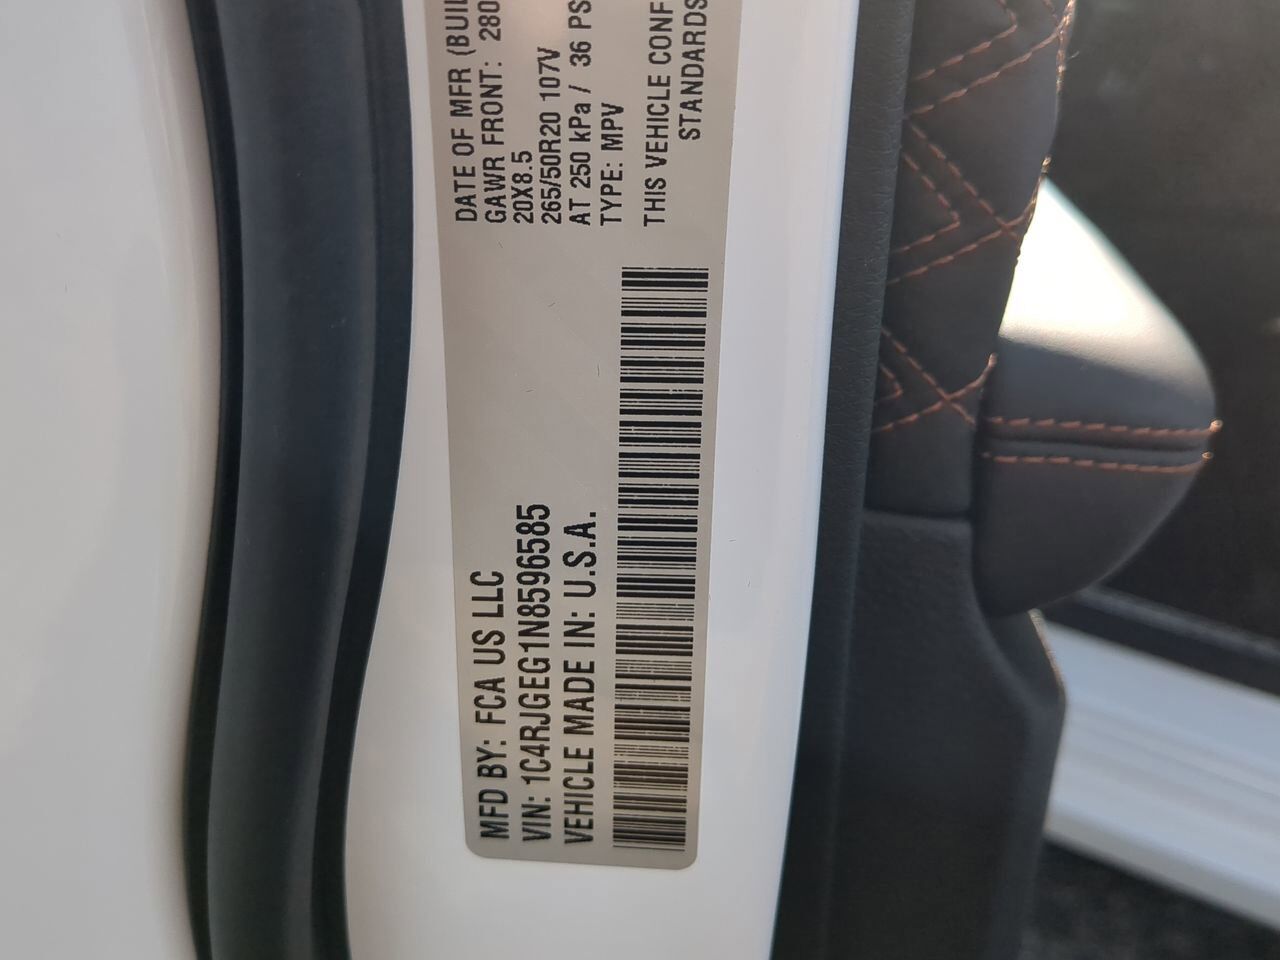 MFD BY: FCA US LLC
VIN: 1C4RJGEG1N8596585
VEHICLE MADE IN: U.S.A.
DATE OF MFR (BUIL
GAWR FRONT: 280
20X8.5
265/50R20 107V
AT 250 kPa / 36 PS
TYPE: MPV
THIS VEHICLE CONF
STANDARDS